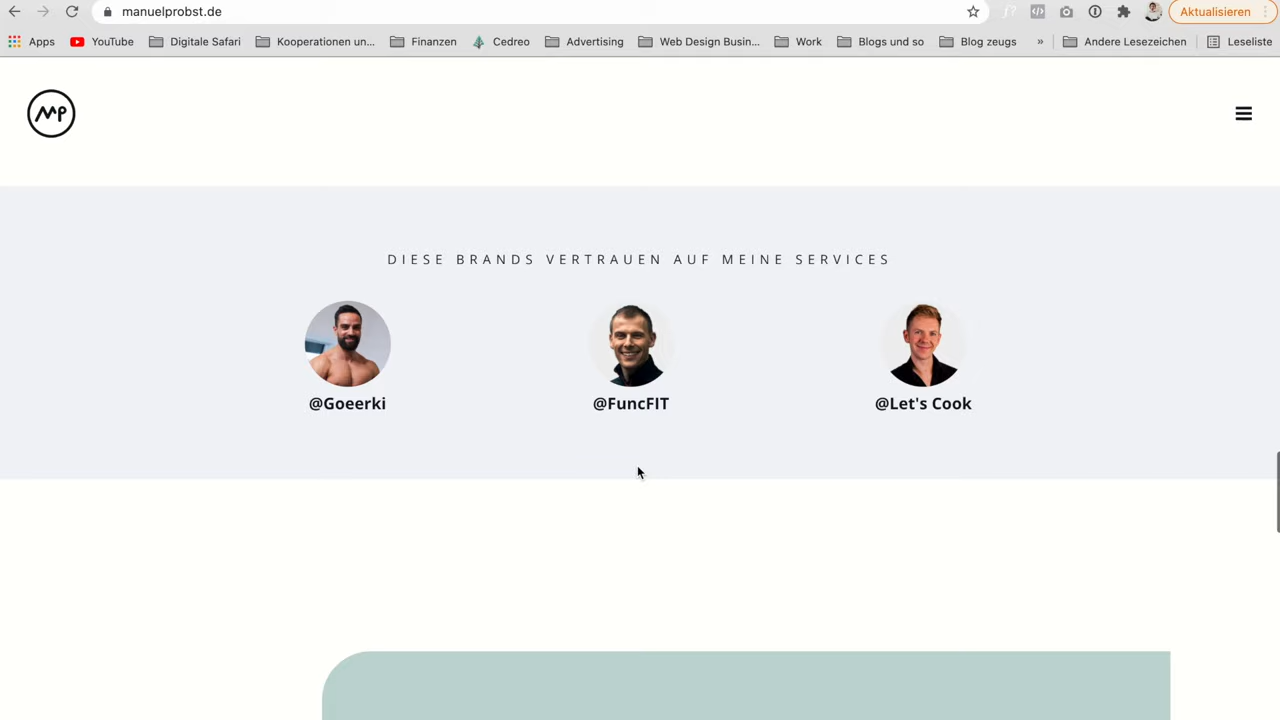 manuelprobst.de
Aktualisieren
Apps
YouTube
Digitale Safari
Kooperationen un...
Finanzen
Cedreo
Advertising
Web Design Busin...
Work
Blogs und so
Blog zeugs
»
Andere Lesezeichen
Leseliste
MP
DIESE BRANDS VERTRAUEN AUF MEINE SERVICES
@Goeerki
@FuncFIT
@Let's Cook